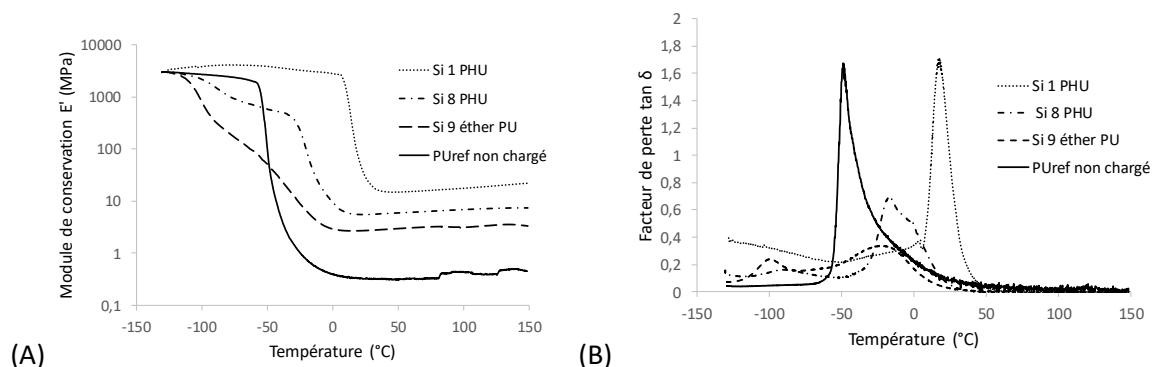 Module de conservation E' (MPa)
10000
1000
100
10
1
0,1
-150
-100
-50
0
50
100
150
Température (°C)
Si 1 PHU
Si 8 PHU
Si 9 éther PU
PUref non chargé
(A)
Facteur de perte tan δ
2
1,8
1,6
1,4
1,2
1
0,8
0,6
0,4
0,2
0
-150
-100
-50
0
50
100
150
Température (°C)
Si 1 PHU
Si 8 PHU
Si 9 éther PU
PUref non chargé
(B)